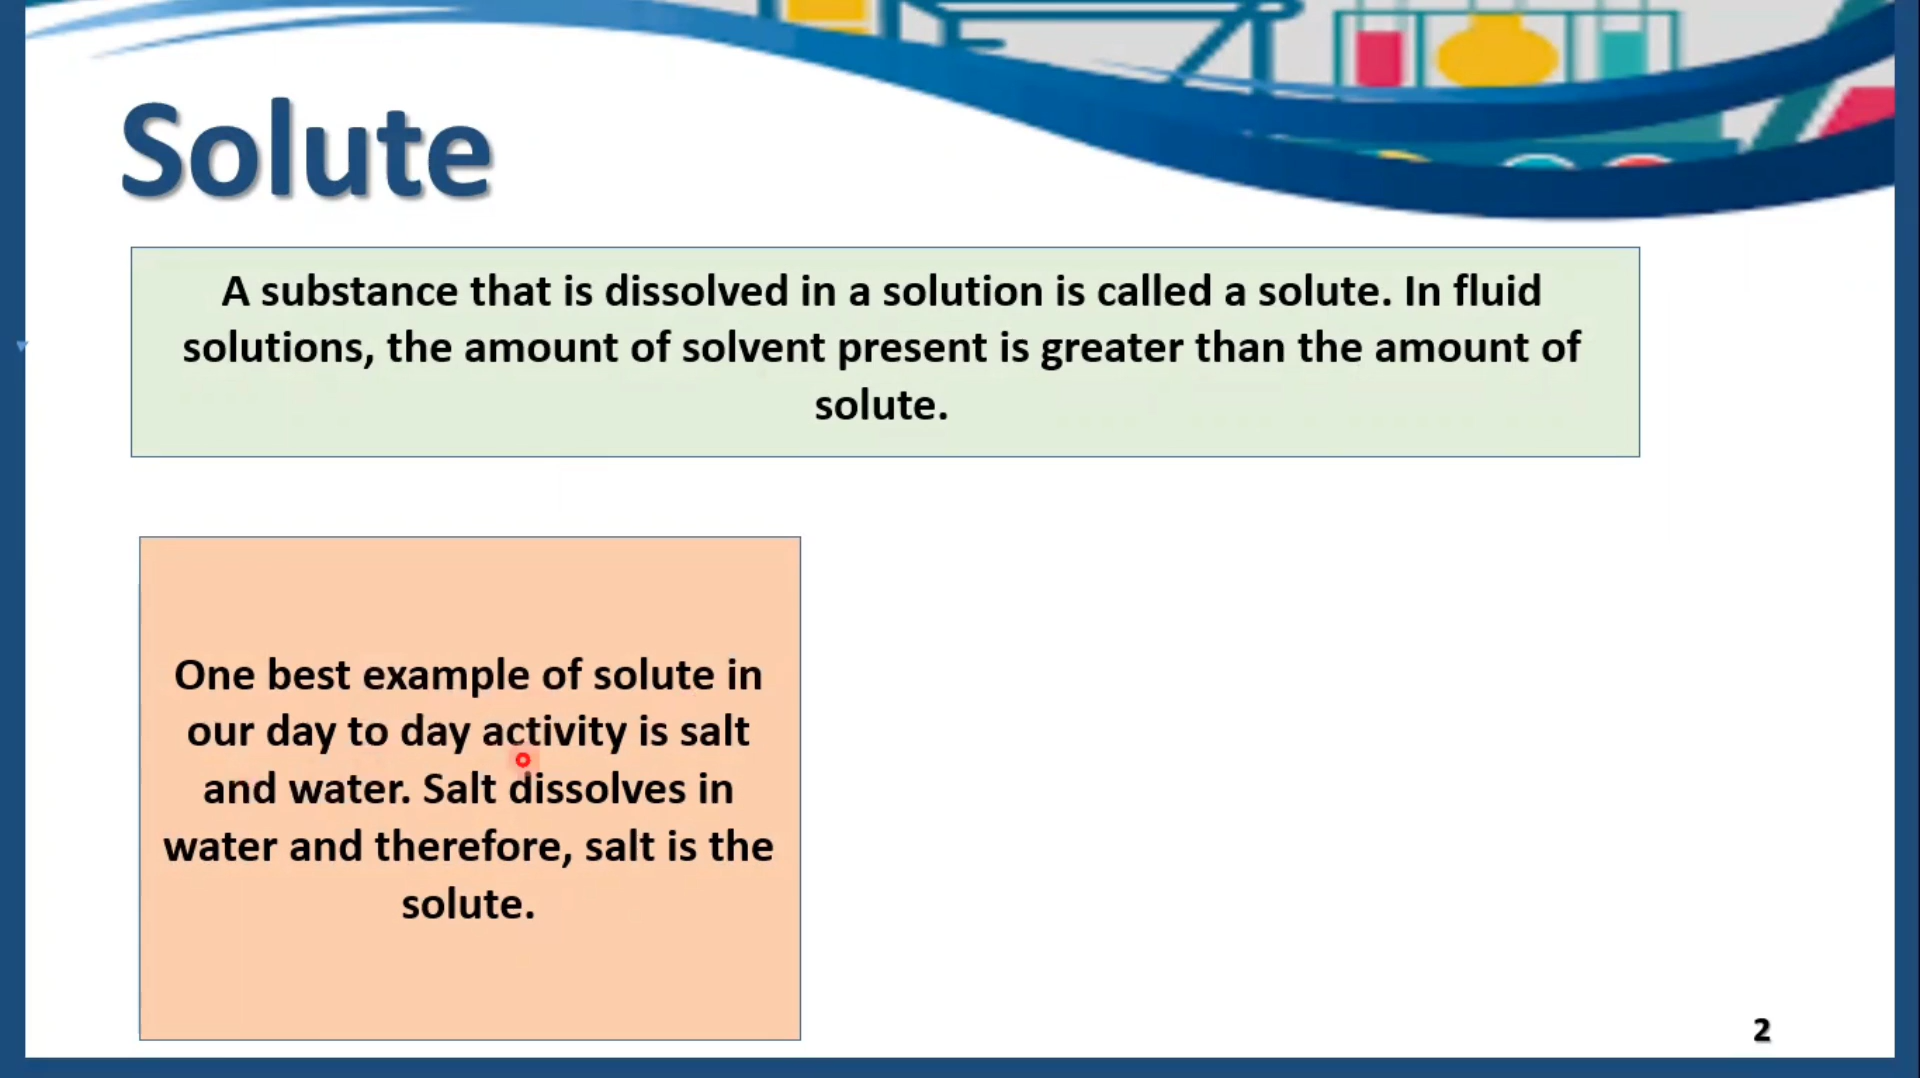 Solute
A substance that is dissolved in a solution is called a solute. In fluid
solutions, the amount of solvent present is greater than the amount of
solute.
One best example of solute in
our day to day activity is salt
and water. Salt dissolves in
water and therefore, salt is the
solute.
2